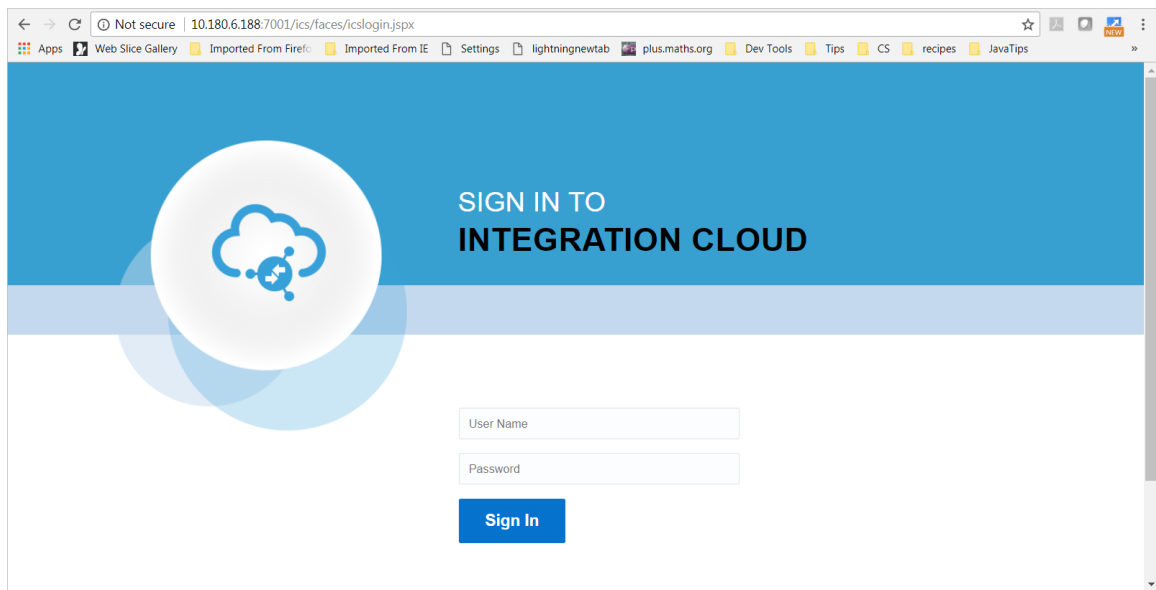 Not secure | 10.180.6.188:7001/ics/faces/icslogin.jspx
NEW
Apps Web Slice Gallery Imported From Firefo Imported From IE Settings lightningnewtab plus.maths.org Dev Tools Tips CS recipes JavaTips »
SIGN IN TO
INTEGRATION CLOUD
User Name
Password
Sign In